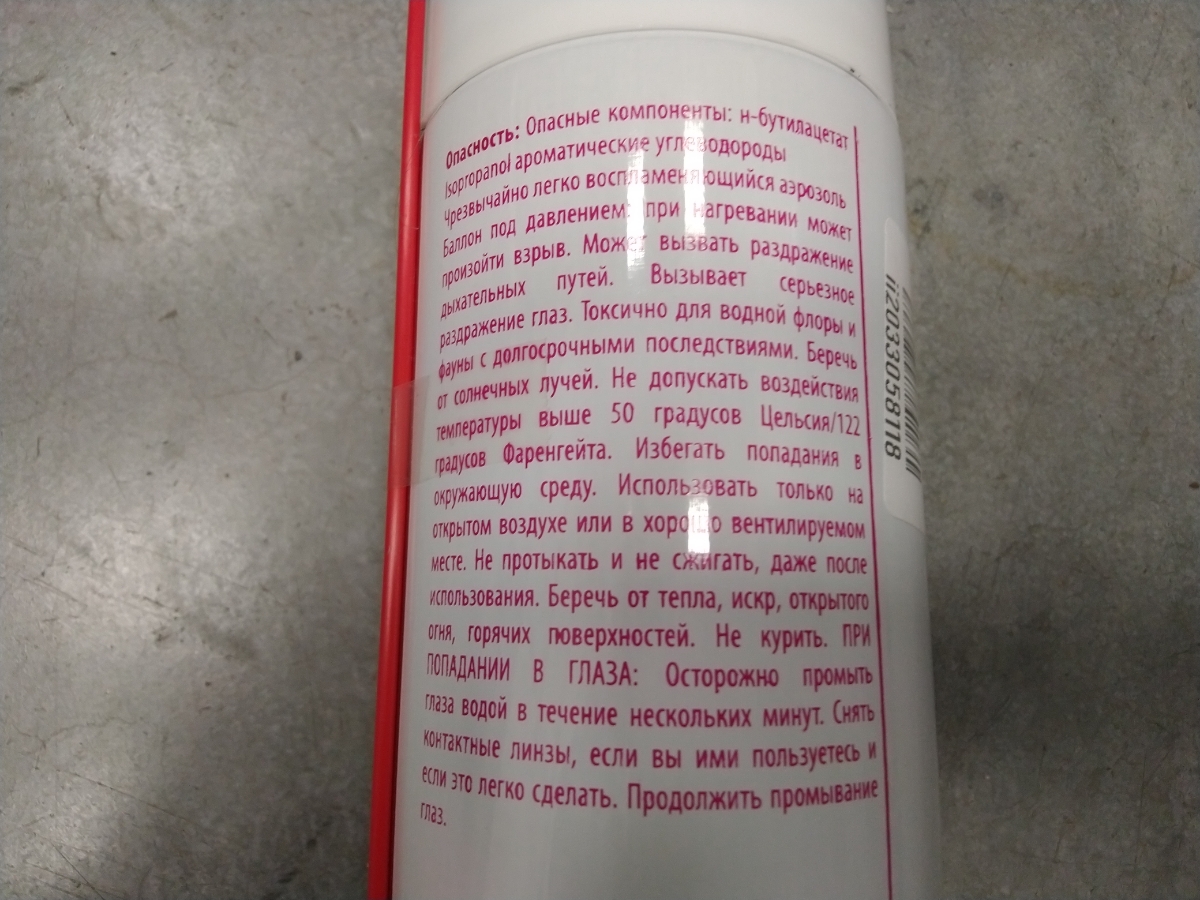 Опасность: Опасные компоненты: н-бутилацетат
Isopropanol ароматические углеводороды
Чрезвычайно легко воспламеняющийся аэрозоль
Баллон под давлением: при нагревании может
произойти взрыв. Может вызвать раздражение
дыхательных путей. Вызывает серьезное
раздражение глаз. Токсично для водной флоры и
фауны с долгосрочными последствиями. Беречь
от солнечных лучей. Не допускать воздействия
температуры выше 50 градусов Цельсия/122
градусов Фаренгейта. Избегать попадания в
окружающую среду. Использовать только на
открытом воздухе или в хорошо вентилируемом
месте. Не протыкать и не сжигать, даже после
использования. Беречь от тепла, искр, открытого
огня, горячих поверхностей. Не курить. ПРИ
ПОПАДАНИИ В ГЛАЗА: Осторожно промыть
глаза водой в течение нескольких минут. Снять
контактные линзы, если вы ими пользуетесь и
если это легко сделать. Продолжить промывание
глаз.
ii2033058118